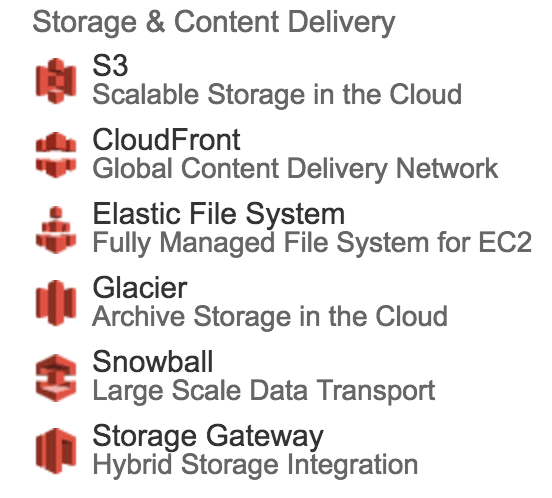 Storage & Content Delivery
S3
Scalable Storage in the Cloud
CloudFront
Global Content Delivery Network
Elastic File System
Fully Managed File System for EC2
Glacier
Archive Storage in the Cloud
Snowball
Large Scale Data Transport
Storage Gateway
Hybrid Storage Integration